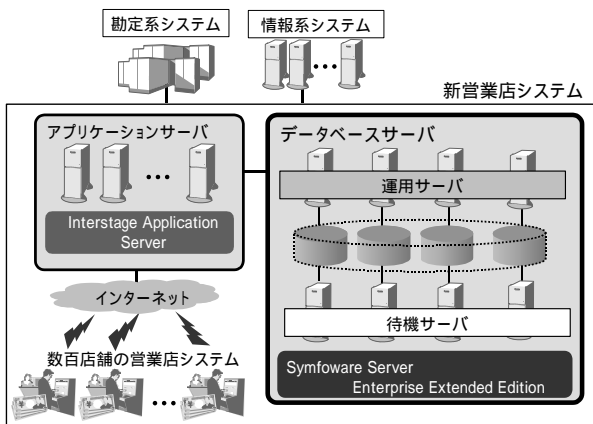 勘定系システム
情報系システム
新営業店システム
アプリケーションサーバ
Interstage Application
Server
データベースサーバ
運用サーバ
待機サーバ
Symfoware Server
Enterprise Extended Edition
インターネット
数百店舗の営業店システム